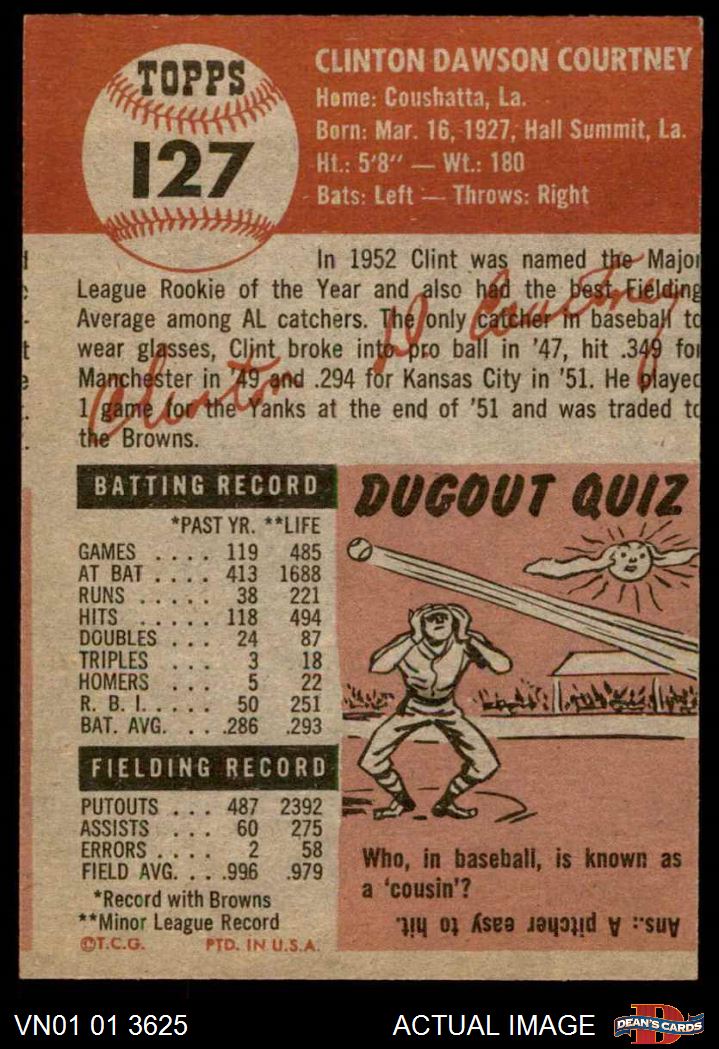 TOPPS
127
CLINTON DAWSON COURTNEY
Home: Coushatta, La.
Born: Mar. 16, 1927, Hall Summit, La.
Ht.: 5'8" — Wt.: 180
Bats: Left — Throws: Right
In 1952 Clint was named the Major
League Rookie of the Year and also had the best Fielding
Average among AL catchers. The only catcher in baseball to
wear glasses, Clint broke into pro ball in '47, hit .349 for
Manchester in '49 and .294 for Kansas City in '51. He played
1 game for the Yanks at the end of '51 and was traded to
the Browns.
Clinton D Courtney
BATTING RECORD
*PAST YR. **LIFE
GAMES .... 119 485
AT BAT .... 413 1688
RUNS ..... 38 221
HITS ..... 118 494
DOUBLES ... 24 87
TRIPLES ... 3 18
HOMERS ... 5 22
R. B. I. .... 50 251
BAT. AVG. ... .286 .293
FIELDING RECORD
PUTOUTS ... 487 2392
ASSISTS ... 60 275
ERRORS .... 2 58
FIELD AVG. ... .996 .979
*Record with Browns
**Minor League Record
©T.C.G. PTD. IN U.S.A.
DUGOUT QUIZ
Who, in baseball, is known as
a 'cousin'?
Ans.: A pitcher easy to hit.
VN01 01 3625 ACTUAL IMAGE DEAN'S CARDS